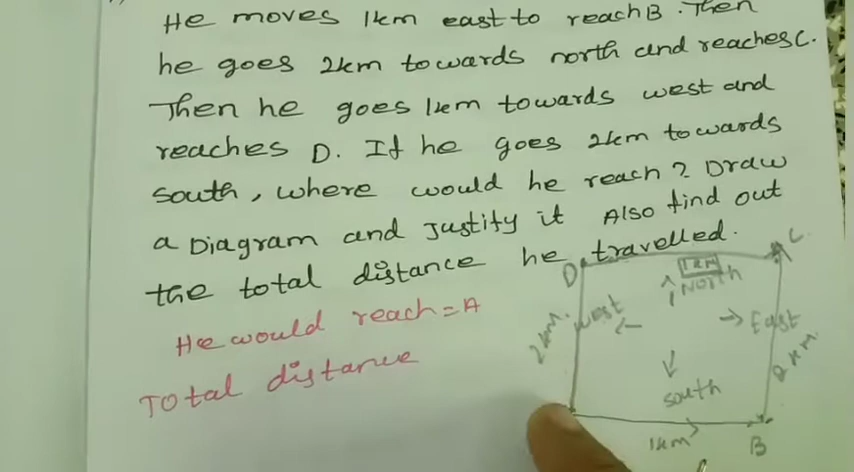 He moves 1km east to reach B. Then
he goes 2km towards north and reaches C.
Then he goes 1km towards west and
reaches D. If he goes 2km towards
south, where would he reach? Draw
a Diagram and Justify it Also find out
the total distance he travelled.
He would reach = A
Total distance
D
1km
C
North
West
East
2km.
2km.
South
1km
B